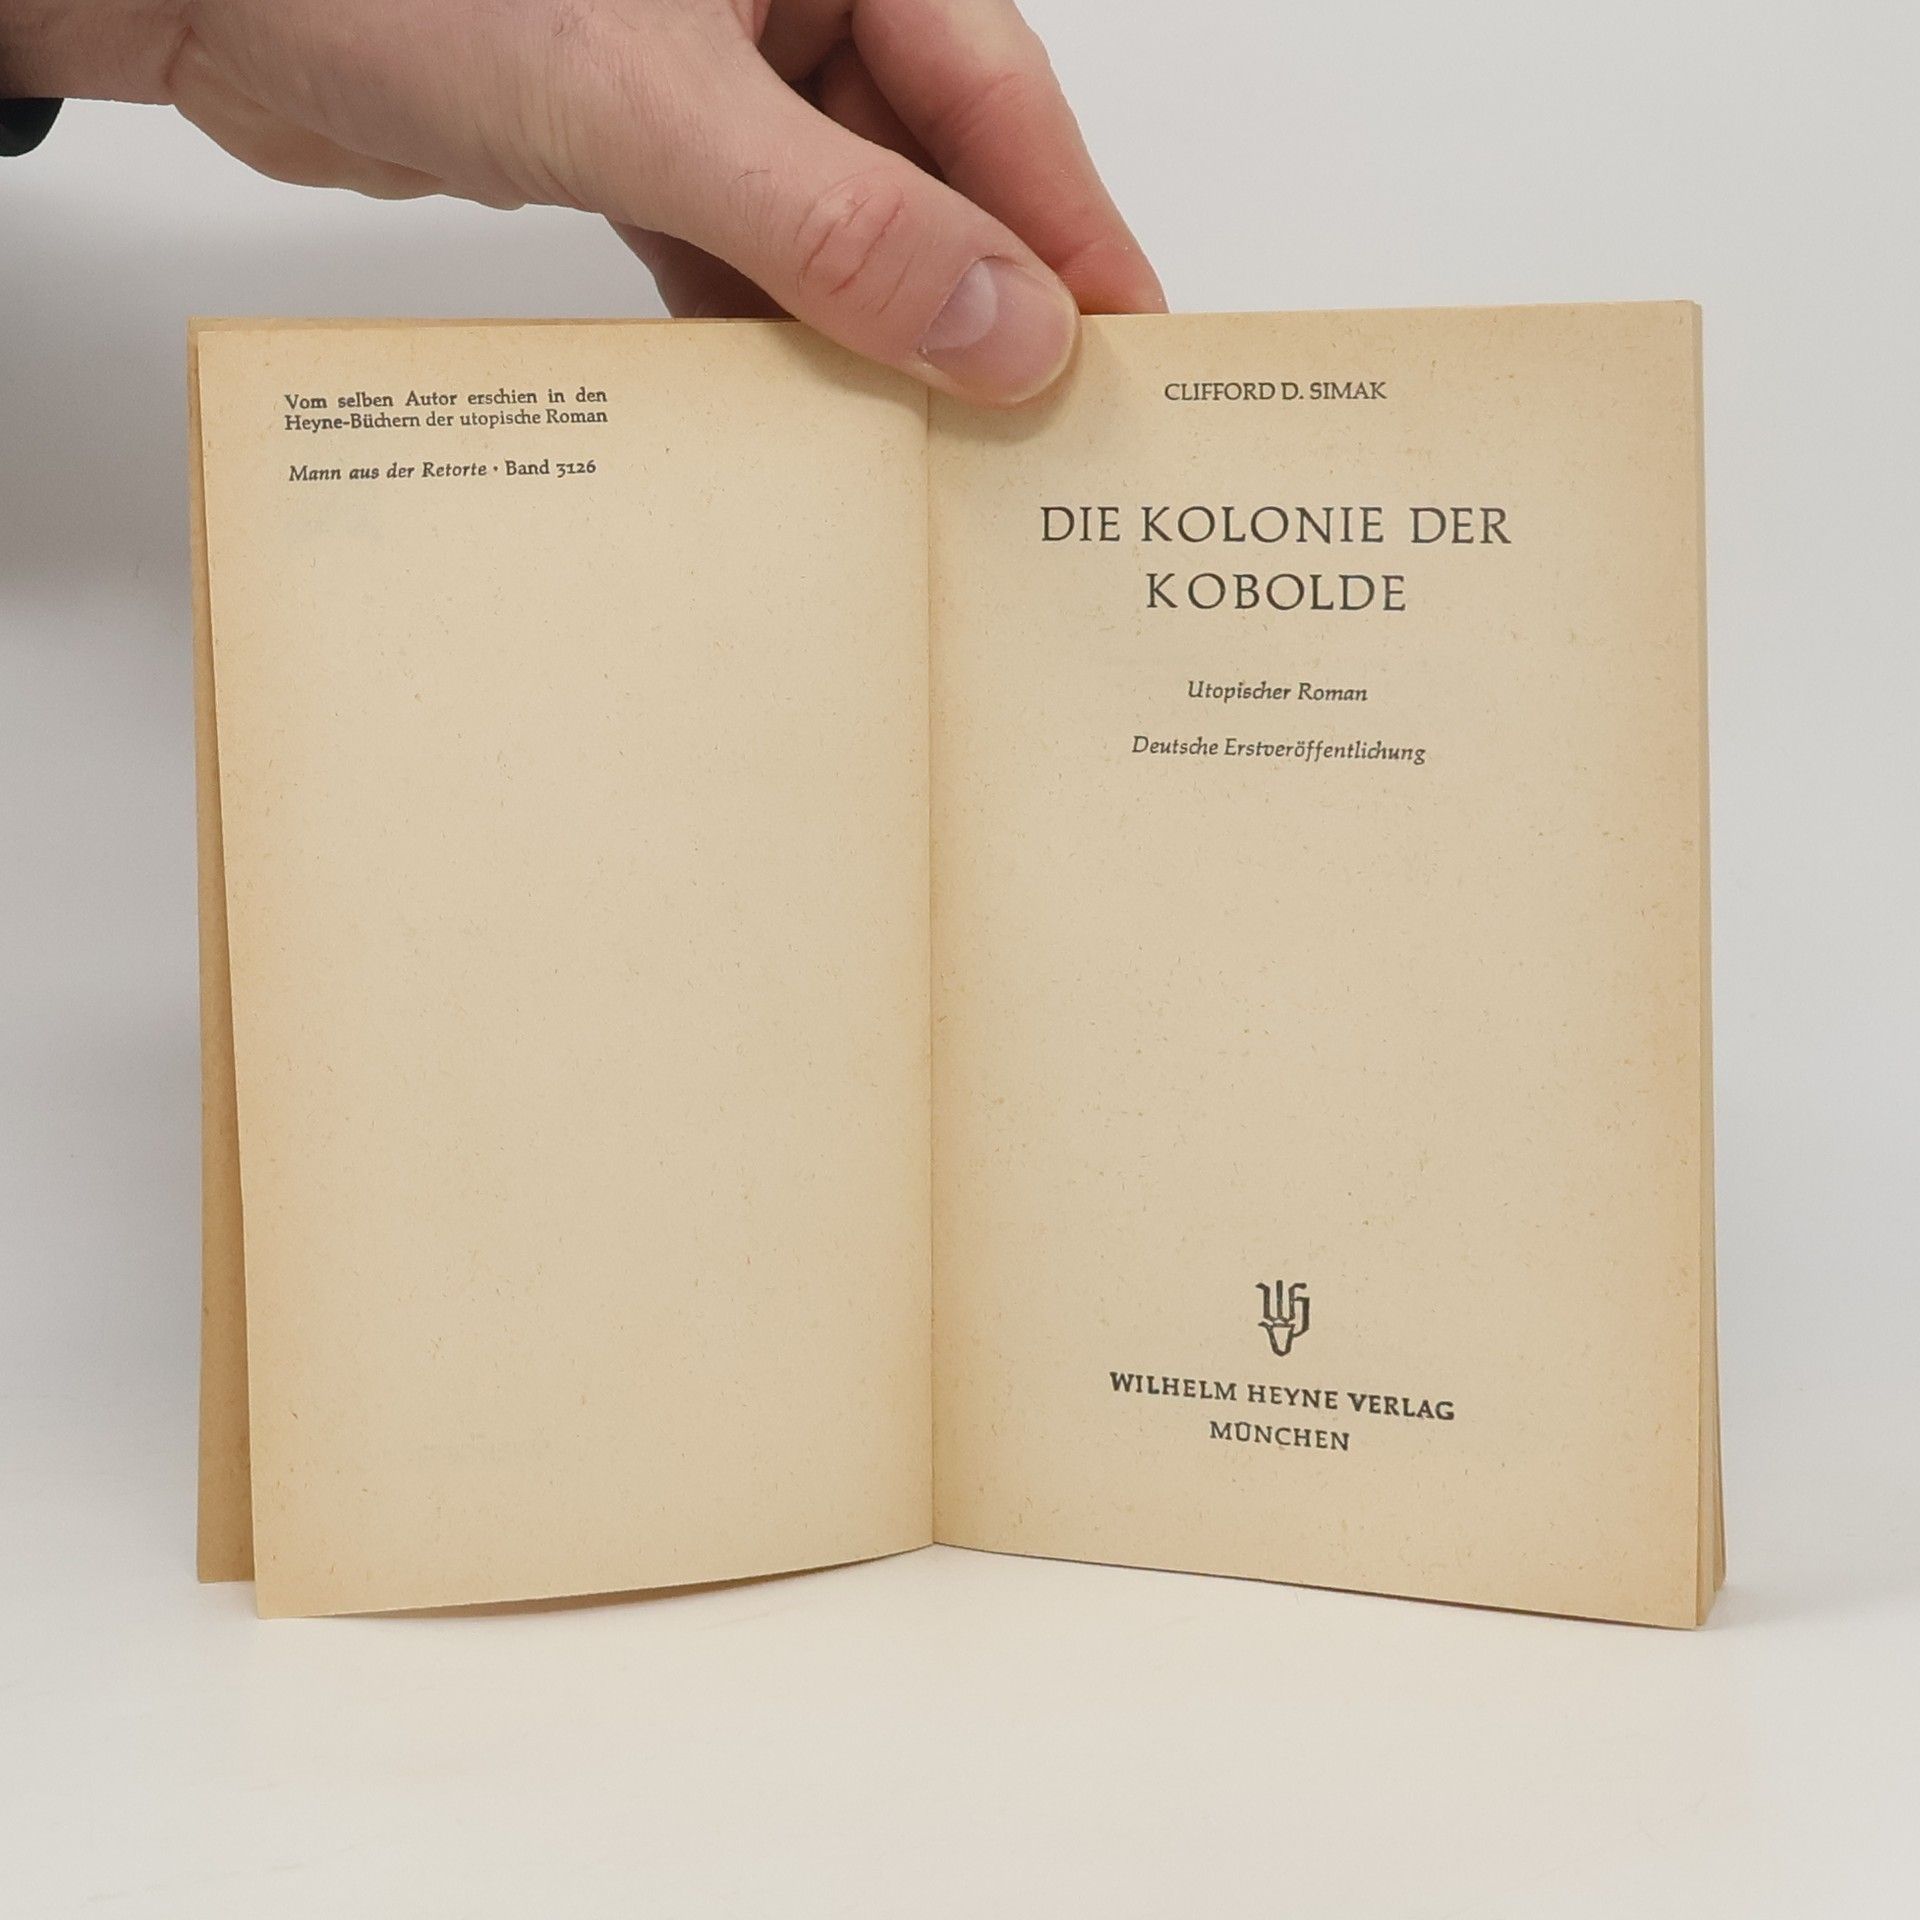 Vom selben Autor erschien in den
Heyne-Büchern der utopische Roman
Mann aus der Retorte • Band 3126
CLIFFORD D. SIMAK
DIE KOLONIE DER
KOBOLDE
Utopischer Roman
Deutsche Erstveröffentlichung
WH
WILHELM HEYNE VERLAG
MÜNCHEN